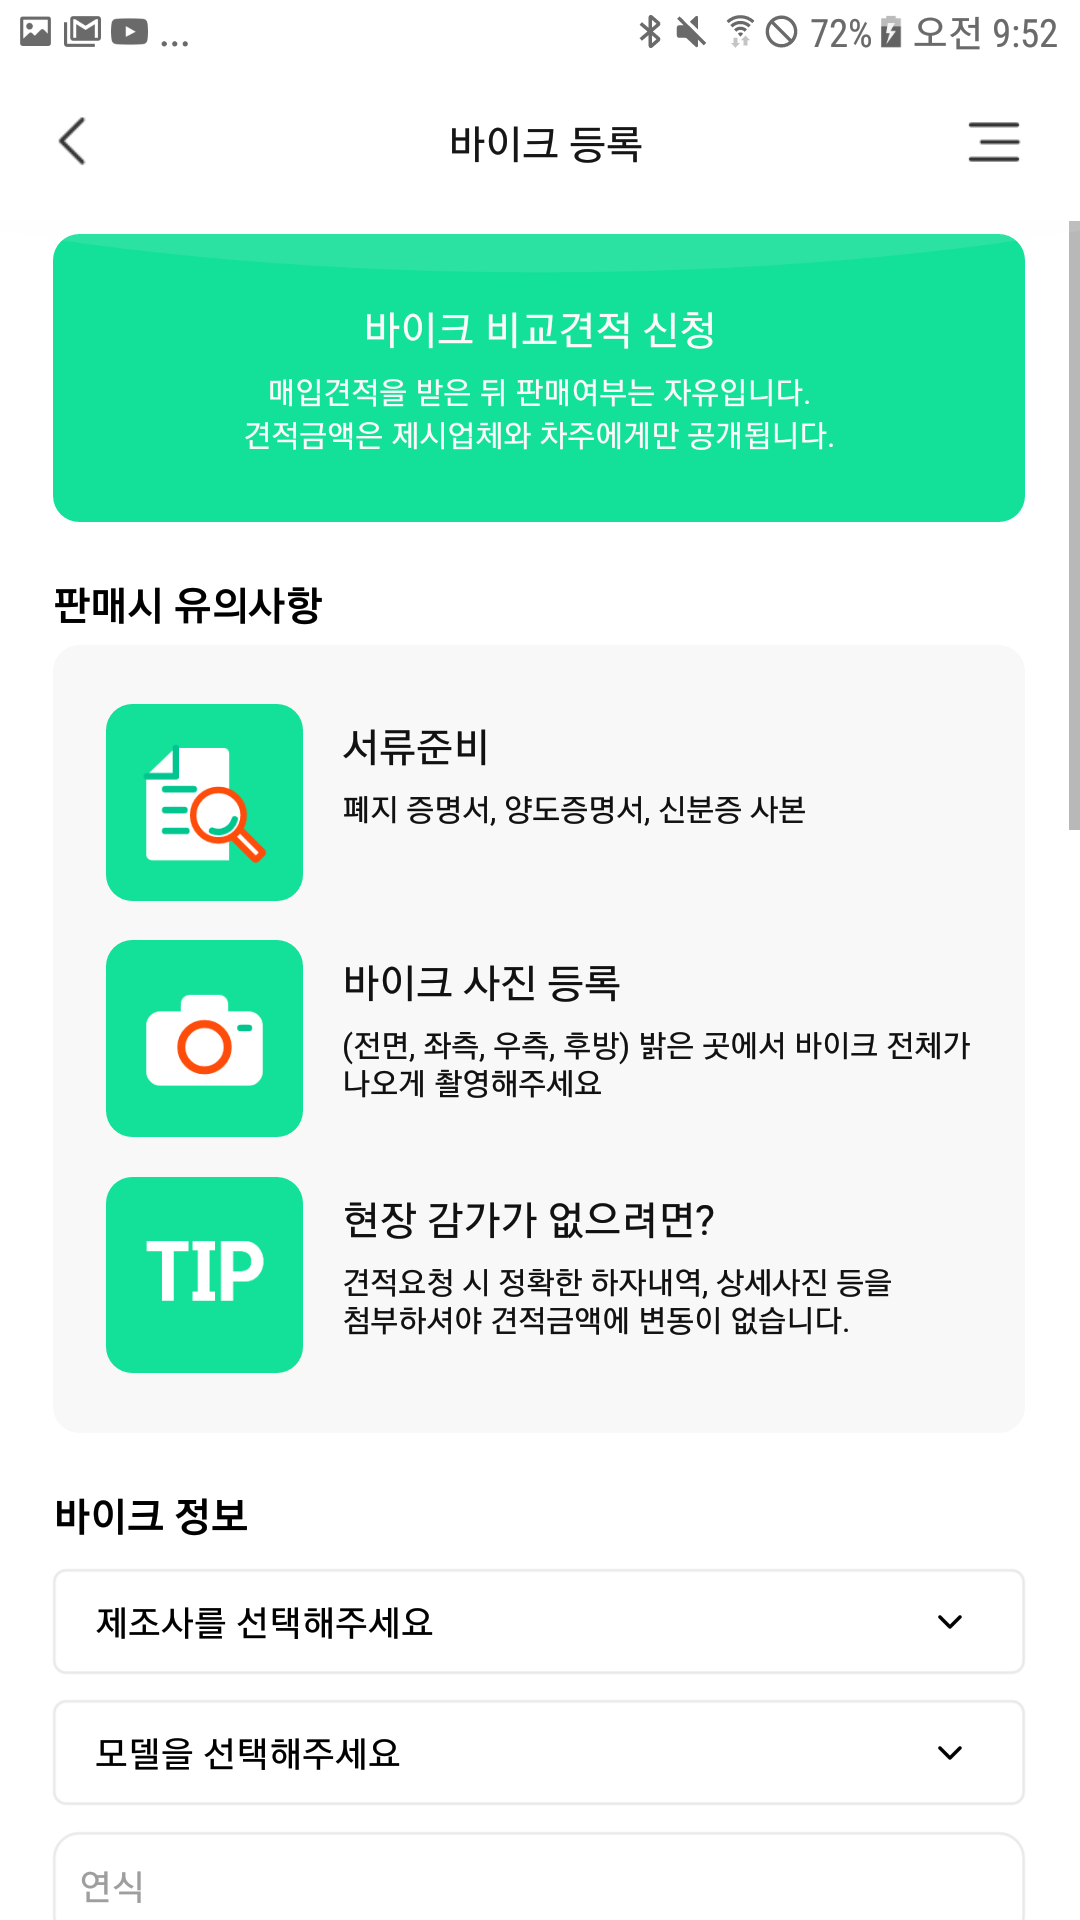 ... 72% 오전 9:52
바이크 등록
바이크 비교견적 신청
매입견적을 받은 뒤 판매여부는 자유입니다.
견적금액은 제시업체와 차주에게만 공개됩니다.
판매시 유의사항
서류준비
폐지 증명서, 양도증명서, 신분증 사본
바이크 사진 등록
(전면, 좌측, 우측, 후방) 밝은 곳에서 바이크 전체가
나오게 촬영해주세요
TIP
현장 감가가 없으려면?
견적요청 시 정확한 하자내역, 상세사진 등을
첨부하셔야 견적금액에 변동이 없습니다.
바이크 정보
제조사를 선택해주세요
모델을 선택해주세요
연식